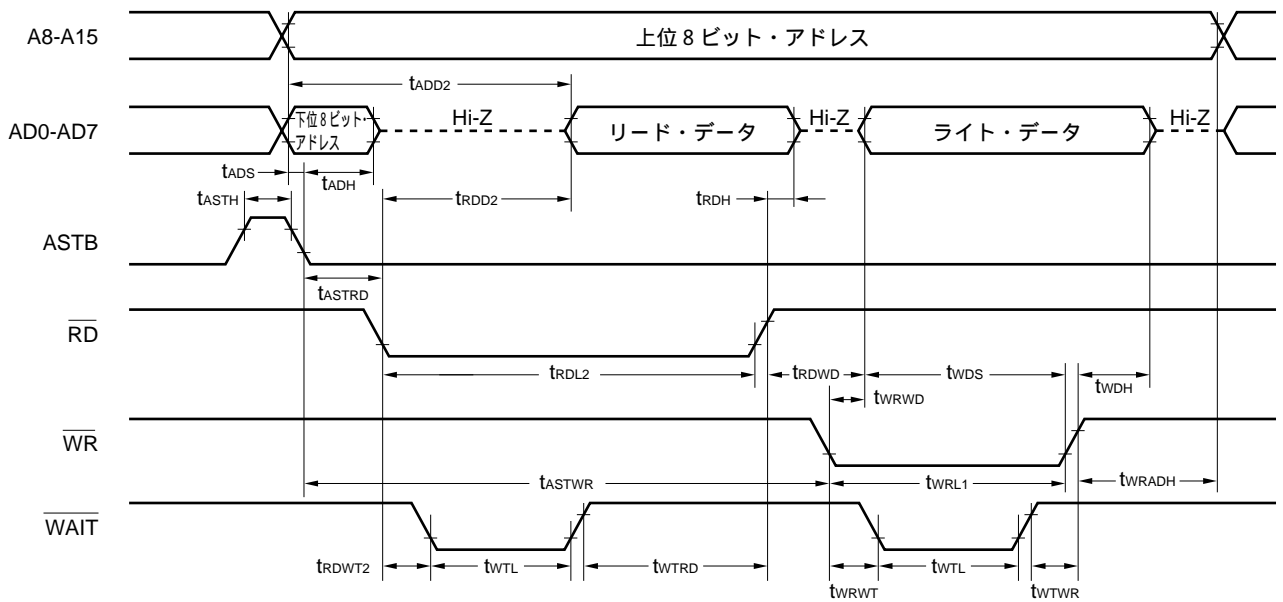 A8-A15
上位 8 ビット・アドレス
tADD2
AD0-AD7
下位8ビット・
アドレス
Hi-Z
リード・データ
Hi-Z
ライト・データ
Hi-Z
tADS
tADH
tASTH
tRDD2
tRDH
ASTB
tASTRD
RD
tRDL2
tRDWD
tWDS
tWDH
tWRWD
WR
tASTWR
tWRL1
tWRADH
WAIT
tRDWT2
tWTL
tWTRD
tWRWT
tWTL
tWTWR